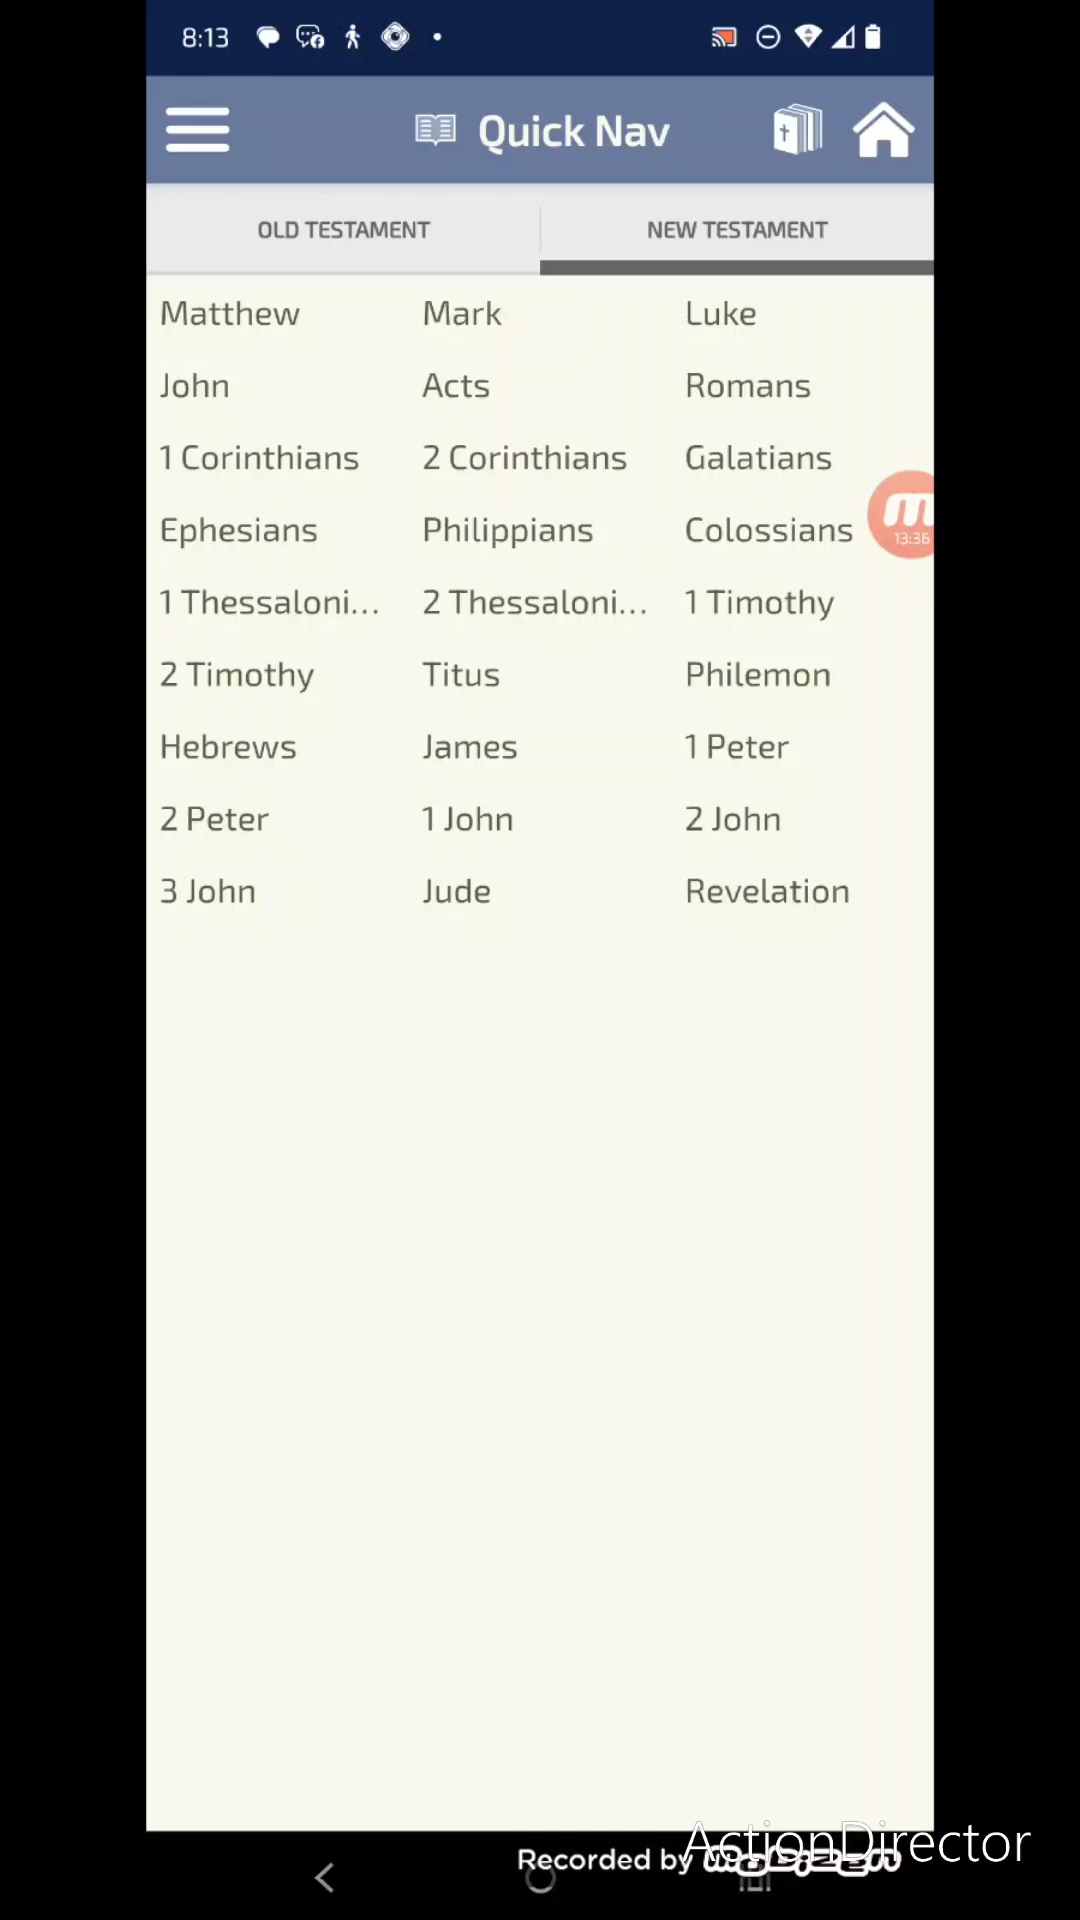 8:13
Quick Nav
OLD TESTAMENT NEW TESTAMENT
Matthew Mark Luke
John Acts Romans
1 Corinthians 2 Corinthians Galatians
13:36
Ephesians Philippians Colossians
1 Thessaloni... 2 Thessaloni... 1 Timothy
2 Timothy Titus Philemon
Hebrews James 1 Peter
2 Peter 1 John 2 John
3 John Jude Revelation
ActionDirector
Recorded by mobizen